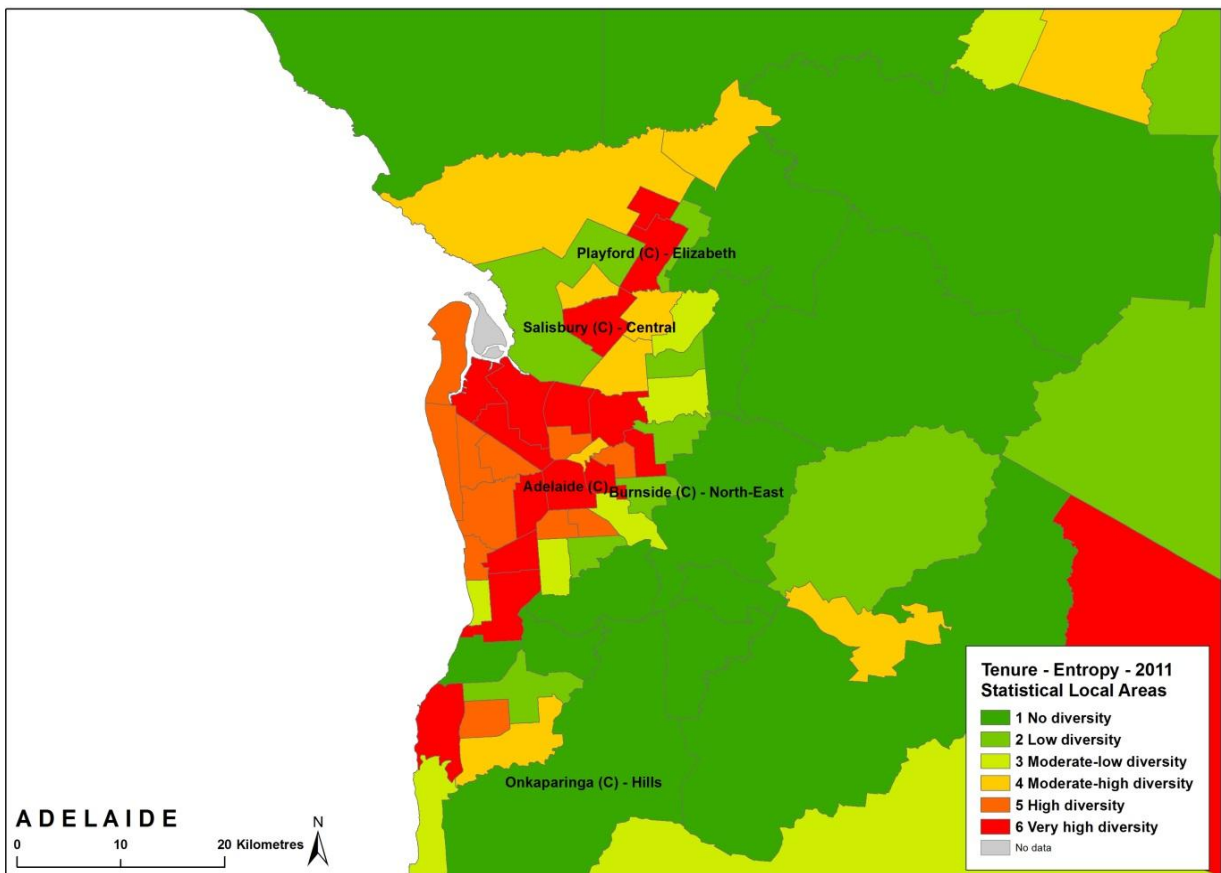 Playford (C) - Elizabeth
Salisbury (C) - Central
Adelaide (C)
Burnside (C) - North-East
Onkaparinga (C) - Hills
ADELAIDE
N
0 10 20 Kilometres
Tenure - Entropy - 2011
Statistical Local Areas
1 No diversity
2 Low diversity
3 Moderate-low diversity
4 Moderate-high diversity
5 High diversity
6 Very high diversity
No data